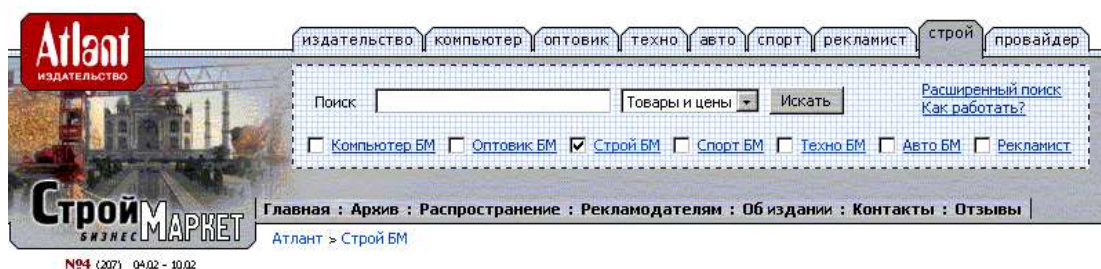 Atlant
ИЗДАТЕЛЬСТВО
издательство компьютер оптовик техно авто спорт рекламист строй провайдер
Поиск Товары и цены Искать
Расширенный поиск
Как работать?
Компьютер БМ Оптовик БМ Строй БМ Спорт БМ Техно БМ Авто БМ Рекламист
Строй
БИЗНЕС МАРКЕТ
Главная : Архив : Распространение : Рекламодателям : Об издании : Контакты : Отзывы
Атлант > Строй БМ
№4 (207) 04.02 - 10.02